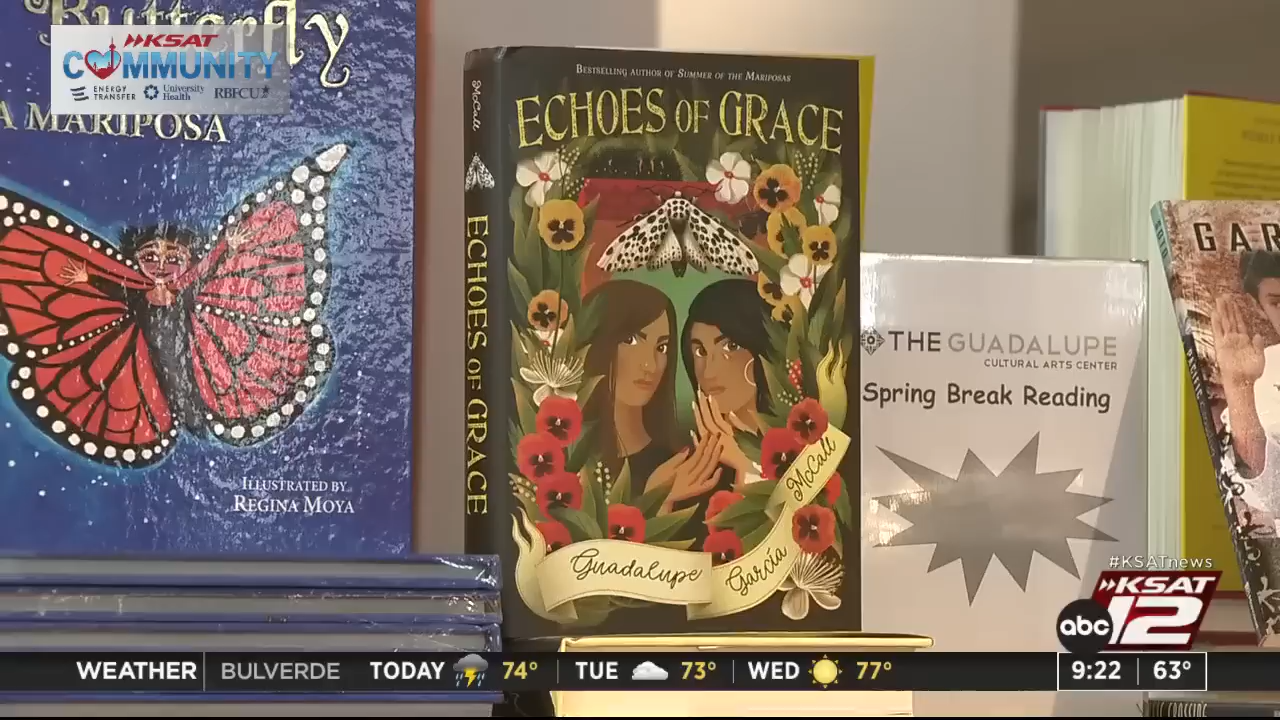 Butterfly
A MARIPOSA
ILLUSTRATED BY
REGINA MOYA
KSAT
COMMUNITY
ENERGY TRANSFER
University Health
RBFCU
McCall
ECHOES OF GRACE
BESTSELLING AUTHOR OF SUMMER OF THE MARIPOSAS
ECHOES OF GRACE
Guadalupe García McCall
THE GUADALUPE
CULTURAL ARTS CENTER
Spring Break Reading
GAR
#KSATnews
KSAT
abc 12
WEATHER BULVERDE TODAY 74° TUE 73° WED 77° 9:22 63°